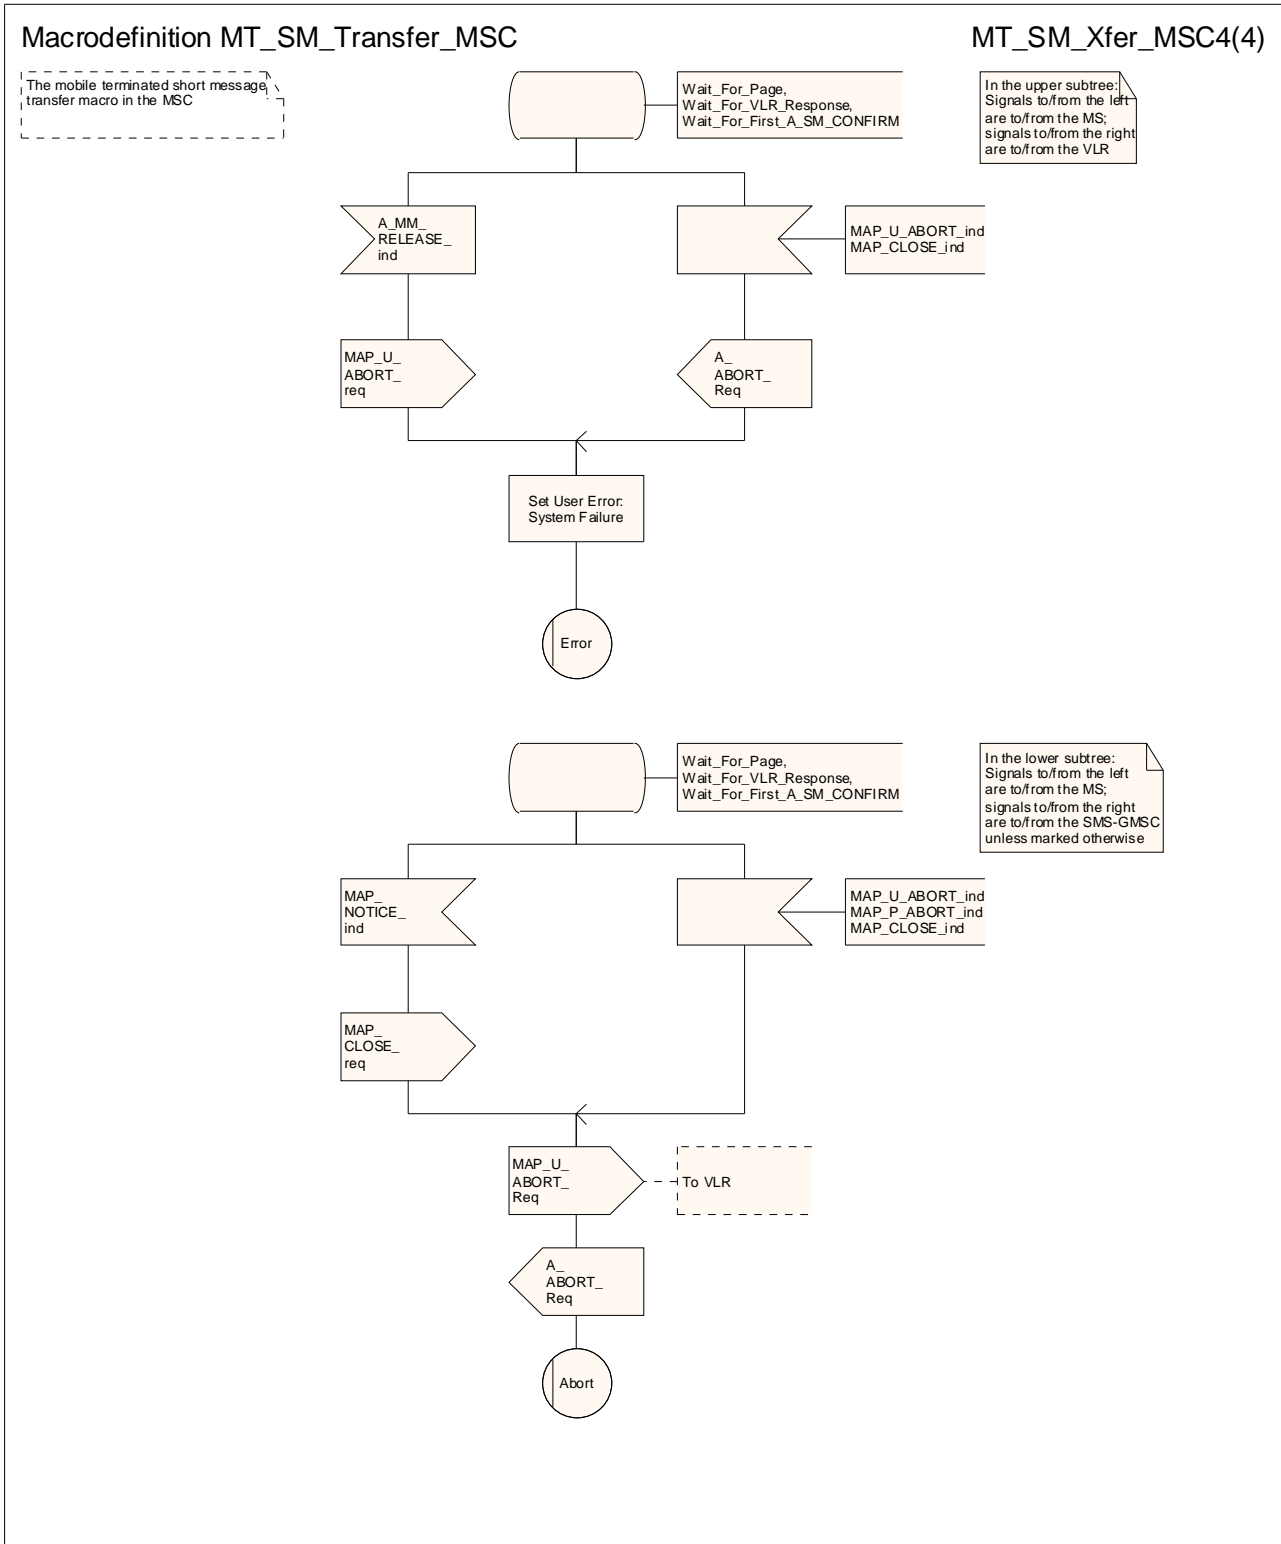 Macrodefinition MT_SM_Transfer_MSC
MT_SM_Xfer_MSC4(4)
The mobile terminated short message
transfer macro in the MSC
Wait_For_Page,
Wait_For_VLR_Response,
Wait_For_First_A_SM_CONFIRM
In the upper subtree:
Signals to/from the left
are to/from the MS;
signals to/from the right
are to/from the VLR
A_MM_
RELEASE_
ind
MAP_U_ABORT_ind
MAP_CLOSE_ind
MAP_U_
ABORT_
req
A_
ABORT_
Req
Set User Error:
System Failure
Error
Wait_For_Page,
Wait_For_VLR_Response,
Wait_For_First_A_SM_CONFIRM
In the lower subtree:
Signals to/from the left
are to/from the MS;
signals to/from the right
are to/from the SMS-GMSC
unless marked otherwise
MAP_
NOTICE_
ind
MAP_U_ABORT_ind
MAP_P_ABORT_ind
MAP_CLOSE_ind
MAP_
CLOSE_
req
MAP_U_
ABORT_
Req
To VLR
A_
ABORT_
Req
Abort